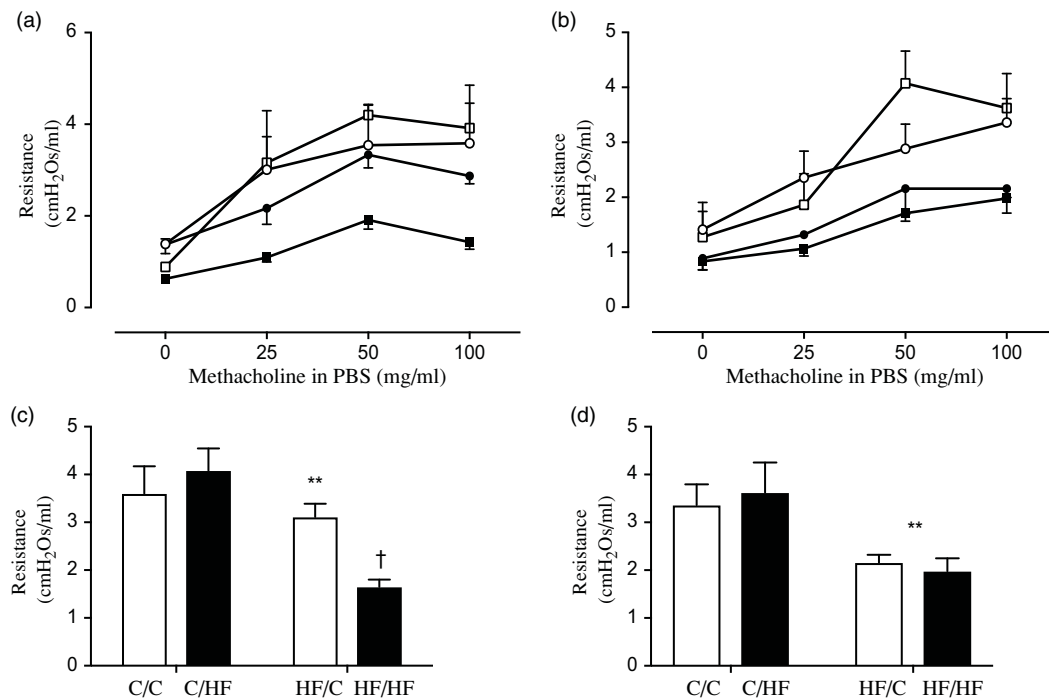 (a)
6
4
2
0
Resistance
(cmH₂Os/ml)
0 25 50 100
Methacholine in PBS (mg/ml)
(b)
5
4
3
2
1
0
Resistance
(cmH₂Os/ml)
0 25 50 100
Methacholine in PBS (mg/ml)
(c)
5
4
3
2
1
0
Resistance
(cmH₂Os/ml)
**
†
C/C C/HF HF/C HF/HF
(d)
5
4
3
2
1
0
Resistance
(cmH₂Os/ml)
**
C/C C/HF HF/C HF/HF